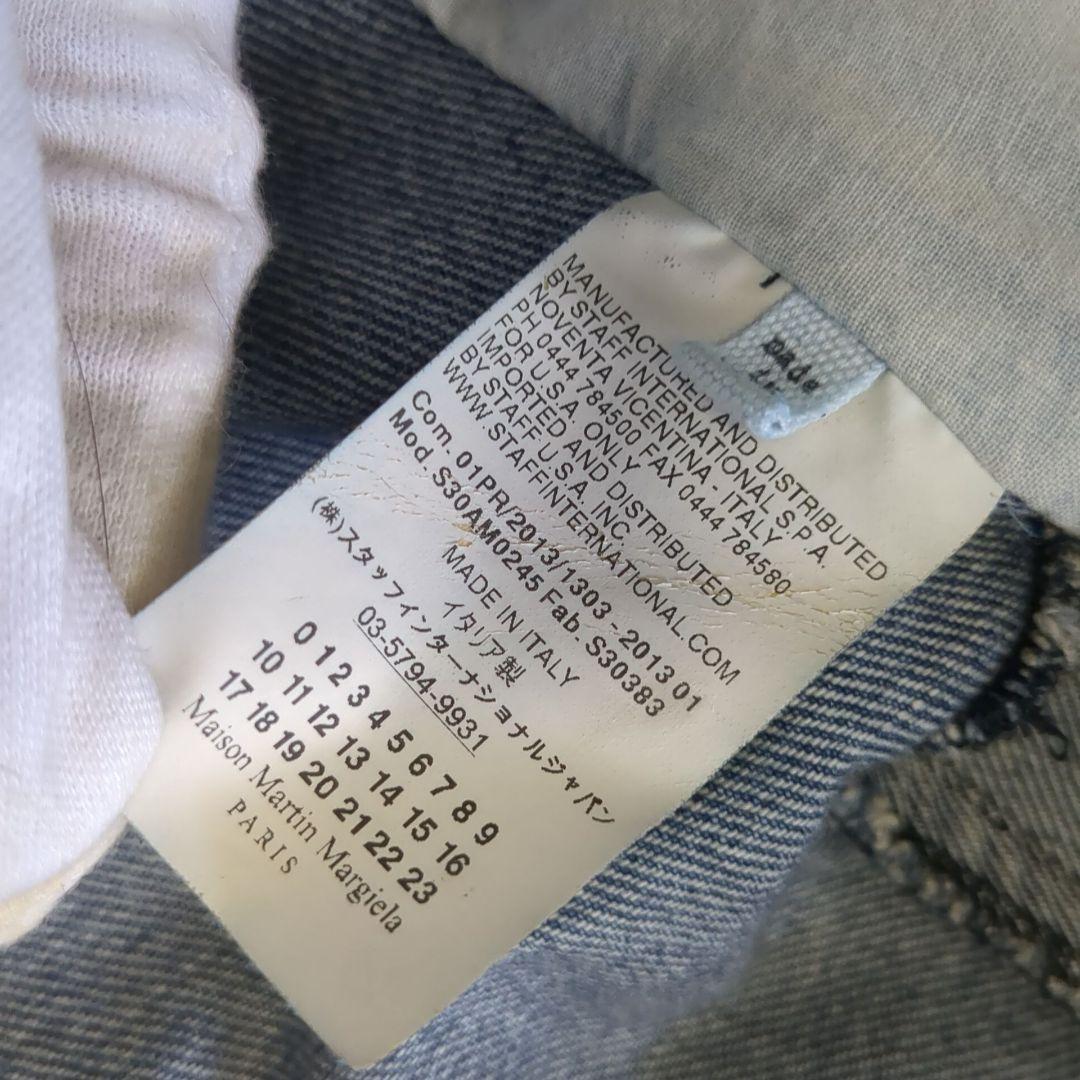 MANUFACTURED AND DISTRIBUTED
BY STAFF INTERNATIONAL S.P.A.
NOVENTA VICENTINA - ITALY
PH 0444 784500 FAX 0444 784580
FOR U.S.A. ONLY
IMPORTED AND DISTRIBUTED
BY STAFF-U.S.A. INC.
WWW.STAFFINTERNATIONAL.COM
Com. 01PR/2013/1303 - 2013 01
Mod. S30AM0245 Fab. S30383
MADE IN ITALY
イタリア製
(株)スタッフインターナショナルジャパン
03-5794-9931
0 1 2 3 4 5 6 7 8 9
10 11 12 13 14 15 16
17 18 19 20 21 22 23
Maison Martin Margiela
PARIS
made